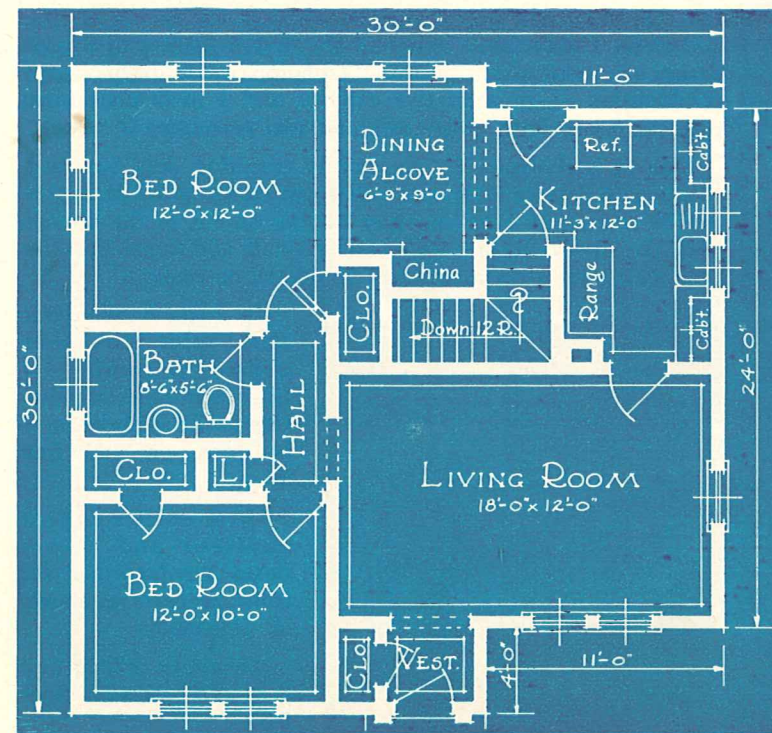 30'-0"
11'-0"
BED ROOM
12'-0" x 12'-0"
DINING
ALCOVE
6'-9" x 9'-0"
Ref.
Cab't.
KITCHEN
11'-3" x 12'-0"
China
CLO.
Down 12 R.
Range
Cab't.
30'-0"
24'-0"
BATH
8'-6" x 5'-6"
HALL
CLO.
L
LIVING ROOM
18'-0" x 12'-0"
BED ROOM
12'-0" x 10'-0"
CLO
VEST.
4'-0"
11'-0"